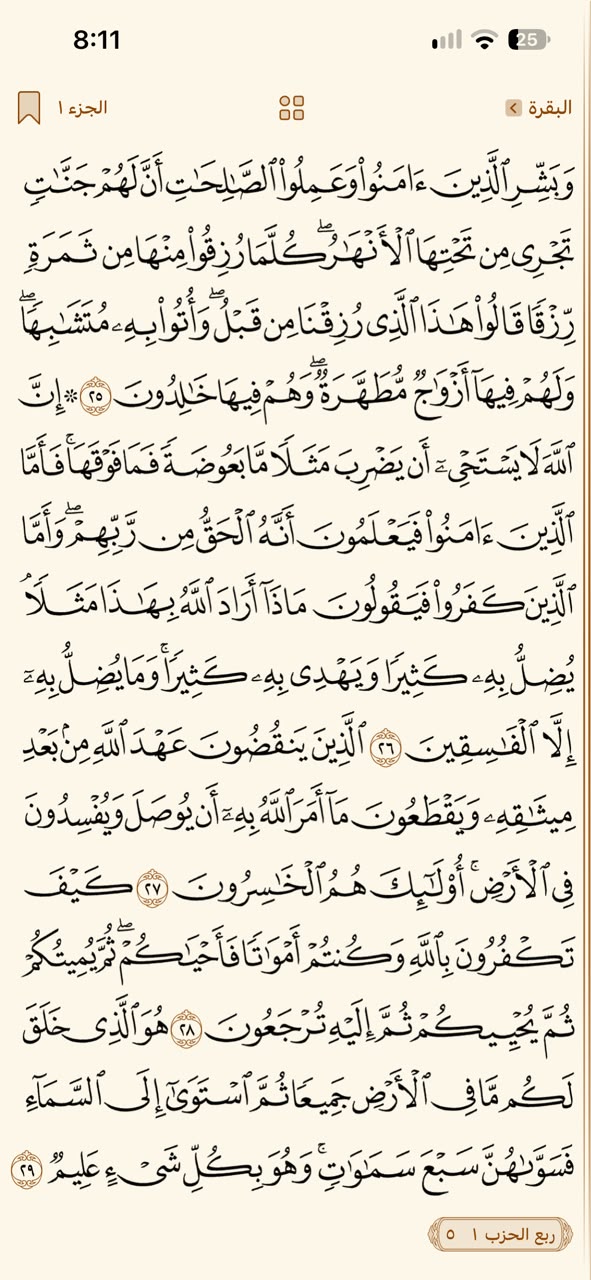 8:11
25
البقرة
الجزء ١
وَبَشِّرِ ٱلَّذِينَ ءَامَنُوا۟ وَعَمِلُوا۟ ٱلصَّـٰلِحَـٰتِ أَنَّ لَهُمْ جَنَّـٰتٍ
تَجْرِى مِن تَحْتِهَا ٱلْأَنْهَـٰرُ ۖ كُلَّمَا رُزِقُوا۟ مِنْهَا مِن ثَمَرَةٍ
رِّزْقًا قَالُوا۟ هَـٰذَا ٱلَّذِى رُزِقْنَا مِن قَبْلُ ۖ وَأُتُوا۟ بِهِۦ مُتَشَـٰبِهًا ۖ
وَلَهُمْ فِيهَآ أَزْوَٰجٌ مُّطَهَّرَةٌ ۖ وَهُمْ فِيهَا خَـٰلِدُونَ ٢٥ ۞ إِنَّ
ٱللَّهَ لَا يَسْتَحْىِۦٓ أَن يَضْرِبَ مَثَلًا مَّا بَعُوضَةً فَمَا فَوْقَهَا ۚ فَأَمَّا
ٱلَّذِينَ ءَامَنُوا۟ فَيَعْلَمُونَ أَنَّهُ ٱلْحَقُّ مِن رَّبِّهِمْ ۖ وَأَمَّا
ٱلَّذِينَ كَفَرُوا۟ فَيَقُولُونَ مَاذَآ أَرَادَ ٱللَّهُ بِهَـٰذَا مَثَلًا ۘ
يُضِلُّ بِهِۦ كَثِيرًا وَيَهْدِى بِهِۦ كَثِيرًا ۚ وَمَا يُضِلُّ بِهِۦٓ
إِلَّا ٱلْفَـٰسِقِينَ ٢٦ ٱلَّذِينَ يَنقُضُونَ عَهْدَ ٱللَّهِ مِنۢ بَعْدِ
مِيثَـٰقِهِۦ وَيَقْطَعُونَ مَآ أَمَرَ ٱللَّهُ بِهِۦٓ أَن يُوصَلَ وَيُفْسِدُونَ
فِى ٱلْأَرْضِ ۚ أُو۟لَـٰٓئِكَ هُمُ ٱلْخَـٰسِرُونَ ٢٧ كَيْفَ
تَكْفُرُونَ بِٱللَّهِ وَكُنتُمْ أَمْوَٰتًا فَأَحْيَـٰكُمْ ۖ ثُمَّ يُمِيتُكُمْ
ثُمَّ يُحْيِيكُمْ ثُمَّ إِلَيْهِ تُرْجَعُونَ ٢٨ هُوَ ٱلَّذِى خَلَقَ
لَكُم مَّا فِى ٱلْأَرْضِ جَمِيعًا ثُمَّ ٱسْتَوَىٰٓ إِلَى ٱلسَّمَآءِ
فَسَوَّىٰهُنَّ سَبْعَ سَمَـٰوَٰتٍ ۚ وَهُوَ بِكُلِّ شَىْءٍ عَلِيمٌ ٢٩
ربع الحزب ١ ٥